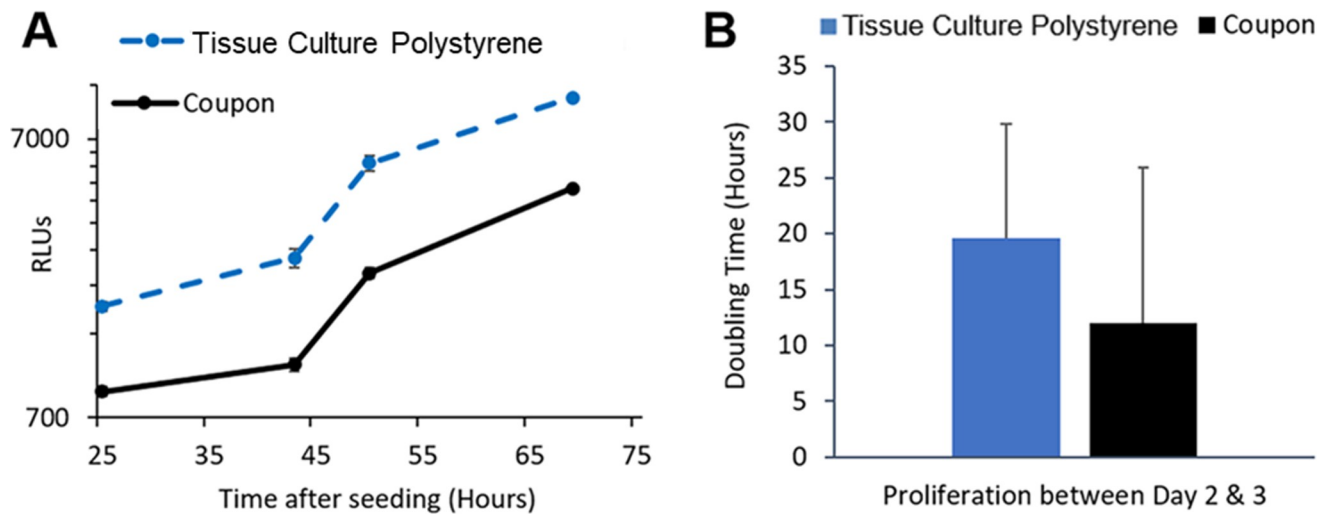 A
Tissue Culture Polystyrene
Coupon
7000
700
RLUs
25 35 45 55 65 75
Time after seeding (Hours)
B
Tissue Culture Polystyrene Coupon
35
30
25
20
15
10
5
0
Doubling Time (Hours)
Proliferation between Day 2 & 3